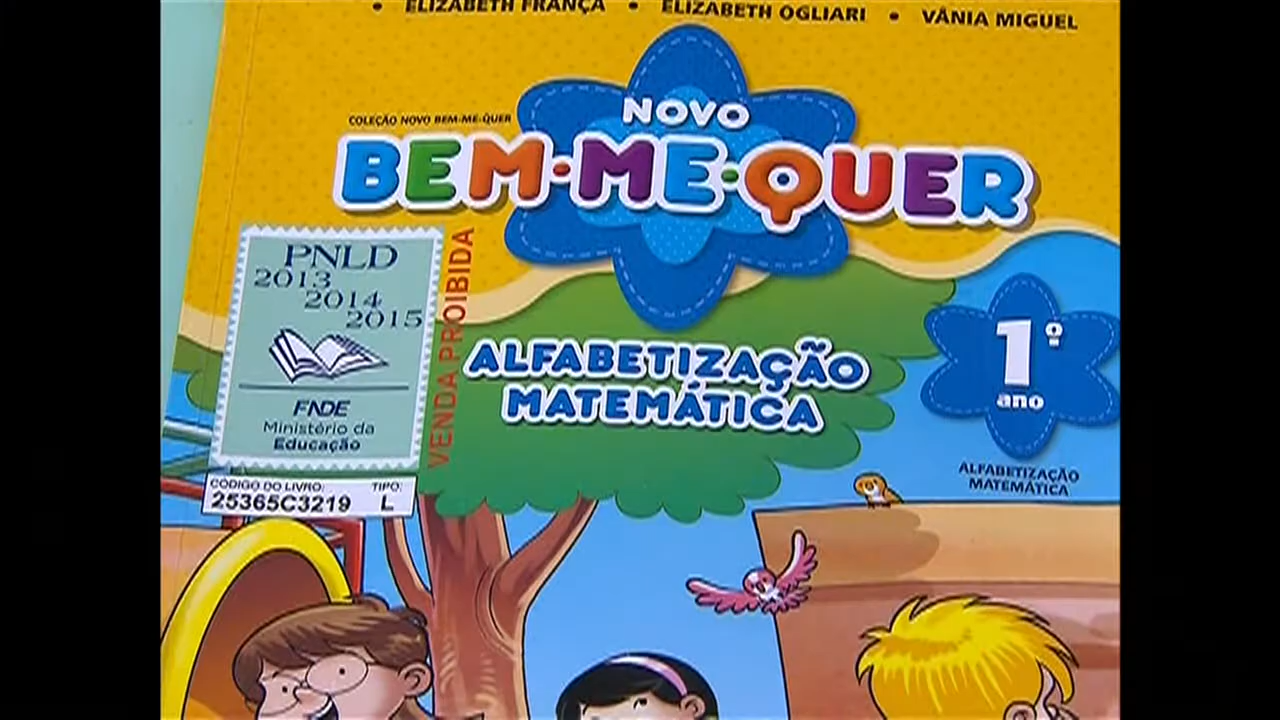 • ELIZABETH FRANÇA • ELIZABETH OGLIARI • VÂNIA MIGUEL
NOVO
COLEÇÃO NOVO BEM-ME-QUER
BEM·ME·QUER
PNLD
2013
2014
2015
FNDE
Ministério da
Educação
VENDA PROIBIDA
CÓDIGO DO LIVRO:
TIPO:
25365C3219
L
ALFABETIZAÇÃO
MATEMÁTICA
1º
ano
ALFABETIZAÇÃO
MATEMÁTICA